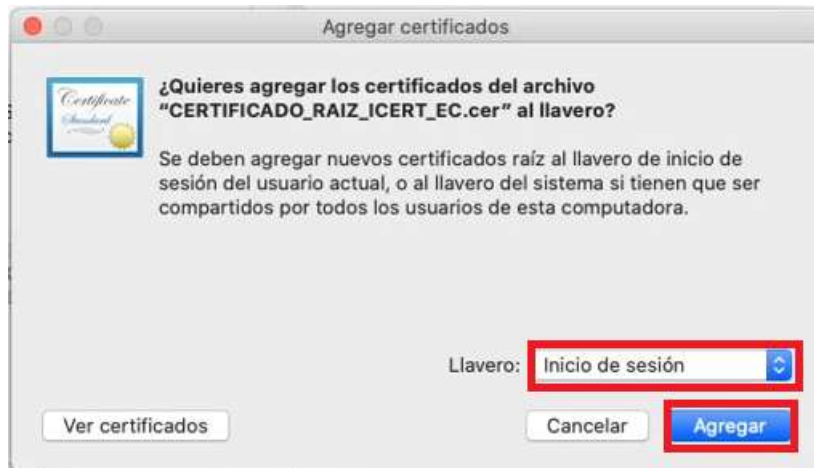 Agregar certificados
Certificate
Standard
¿Quieres agregar los certificados del archivo
“CERTIFICADO_RAIZ_ICERT_EC.cer” al llavero?
Se deben agregar nuevos certificados raíz al llavero de inicio de
sesión del usuario actual, o al llavero del sistema si tienen que ser
compartidos por todos los usuarios de esta computadora.
Llavero: Inicio de sesión
Ver certificados Cancelar Agregar